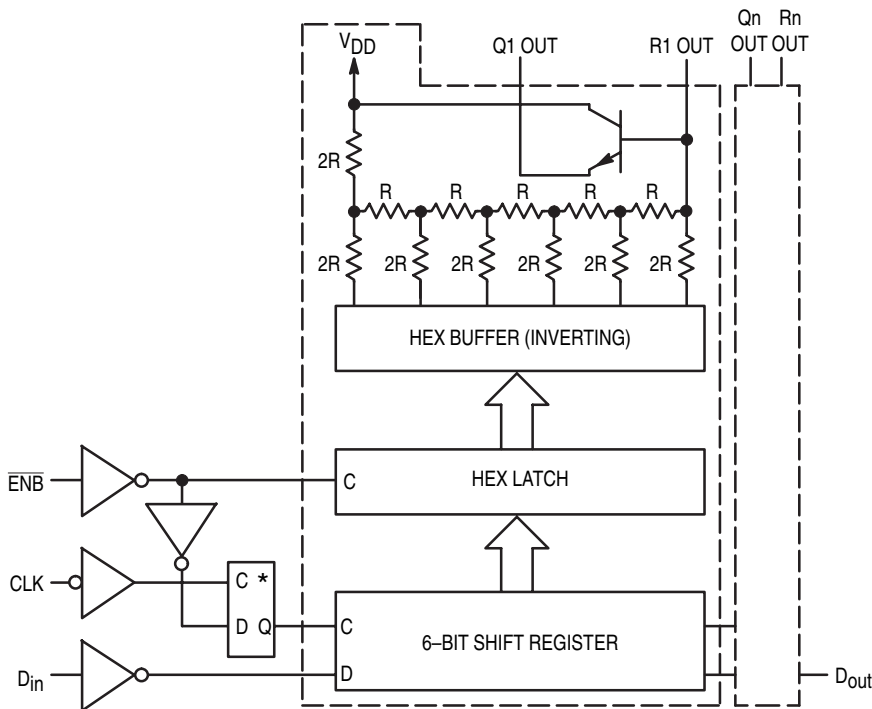 VDD
Q1 OUT
R1 OUT
Qn OUT
Rn OUT
2R
R R R R R
2R 2R 2R 2R 2R 2R
HEX BUFFER (INVERTING)
ENB
C HEX LATCH
CLK
C *
D Q
C 6–BIT SHIFT REGISTER
D
Din
Dout